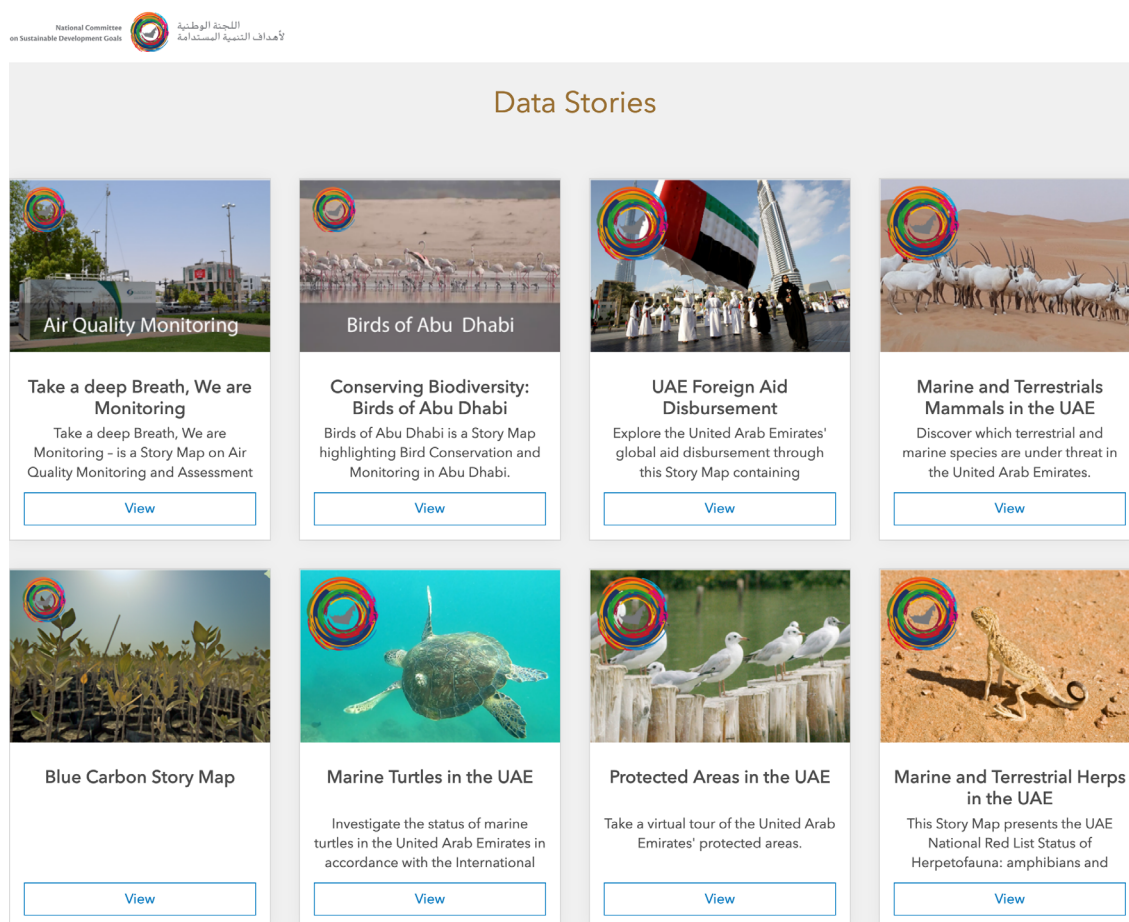 National Committee
on Sustainable Development Goals
اللجنة الوطنية
لأهداف التنمية المستدامة
Data Stories
Air Quality Monitoring
Take a deep Breath, We are
Monitoring
Take a deep Breath, We are
Monitoring – is a Story Map on Air
Quality Monitoring and Assessment
View
Birds of Abu Dhabi
Conserving Biodiversity:
Birds of Abu Dhabi
Birds of Abu Dhabi is a Story Map
highlighting Bird Conservation and
Monitoring in Abu Dhabi.
View
UAE Foreign Aid
Disbursement
Explore the United Arab Emirates'
global aid disbursement through
this Story Map containing
View
Marine and Terrestrials
Mammals in the UAE
Discover which terrestrial and
marine species are under threat in
the United Arab Emirates.
View
Blue Carbon Story Map
View
Marine Turtles in the UAE
Investigate the status of marine
turtles in the United Arab Emirates in
accordance with the International
View
Protected Areas in the UAE
Take a virtual tour of the United Arab
Emirates' protected areas.
View
Marine and Terrestrial Herps
in the UAE
This Story Map presents the UAE
National Red List Status of
Herpetofauna: amphibians and
View